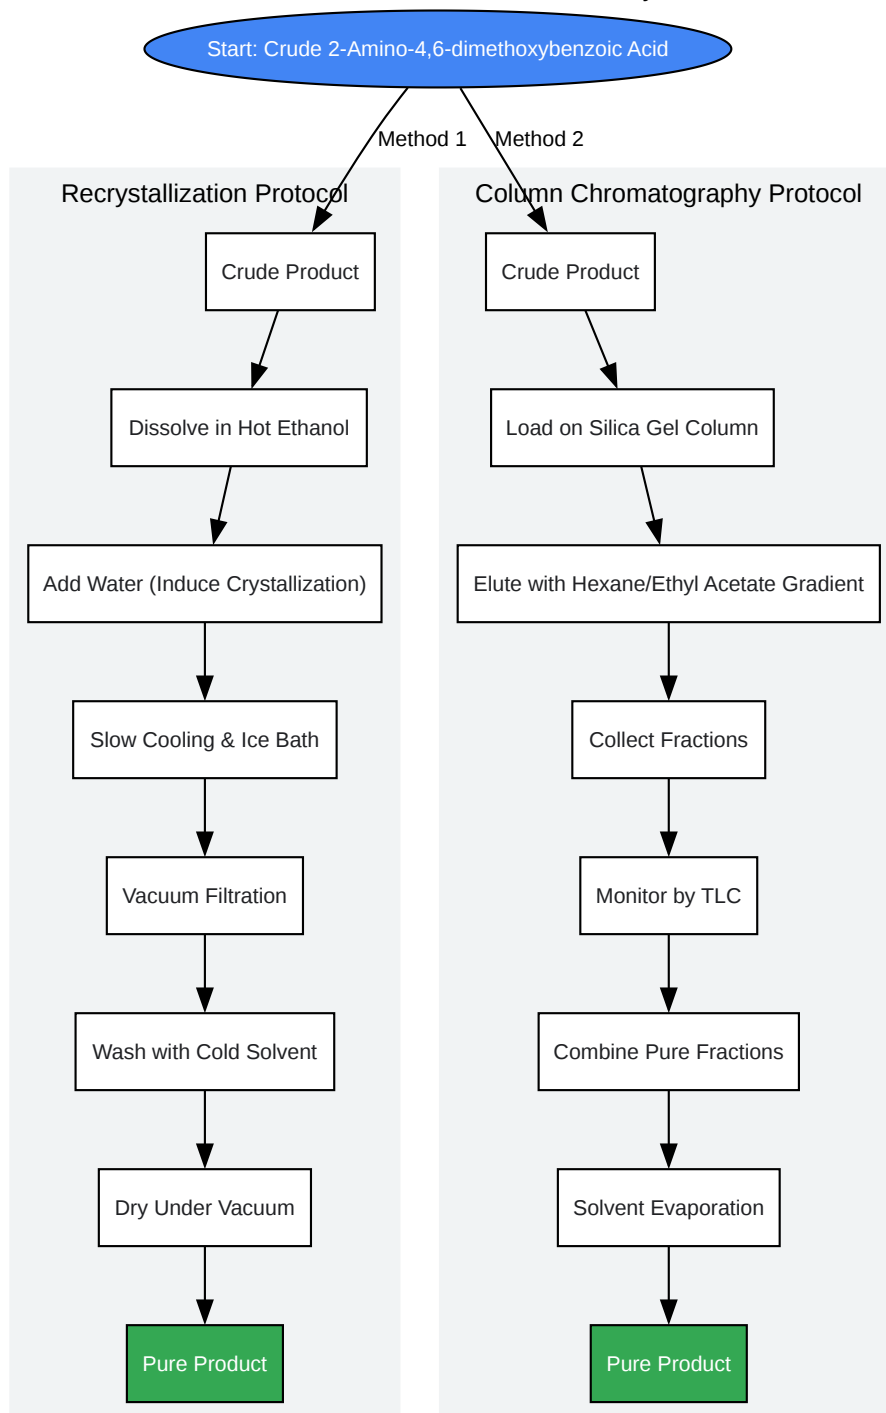 Start: Crude 2-Amino-4,6-dimethoxybenzoic Acid
Method 1
Method 2
Recrystallization Protocol
Crude Product
Dissolve in Hot Ethanol
Add Water (Induce Crystallization)
Slow Cooling & Ice Bath
Vacuum Filtration
Wash with Cold Solvent
Dry Under Vacuum
Pure Product
Column Chromatography Protocol
Crude Product
Load on Silica Gel Column
Elute with Hexane/Ethyl Acetate Gradient
Collect Fractions
Monitor by TLC
Combine Pure Fractions
Solvent Evaporation
Pure Product